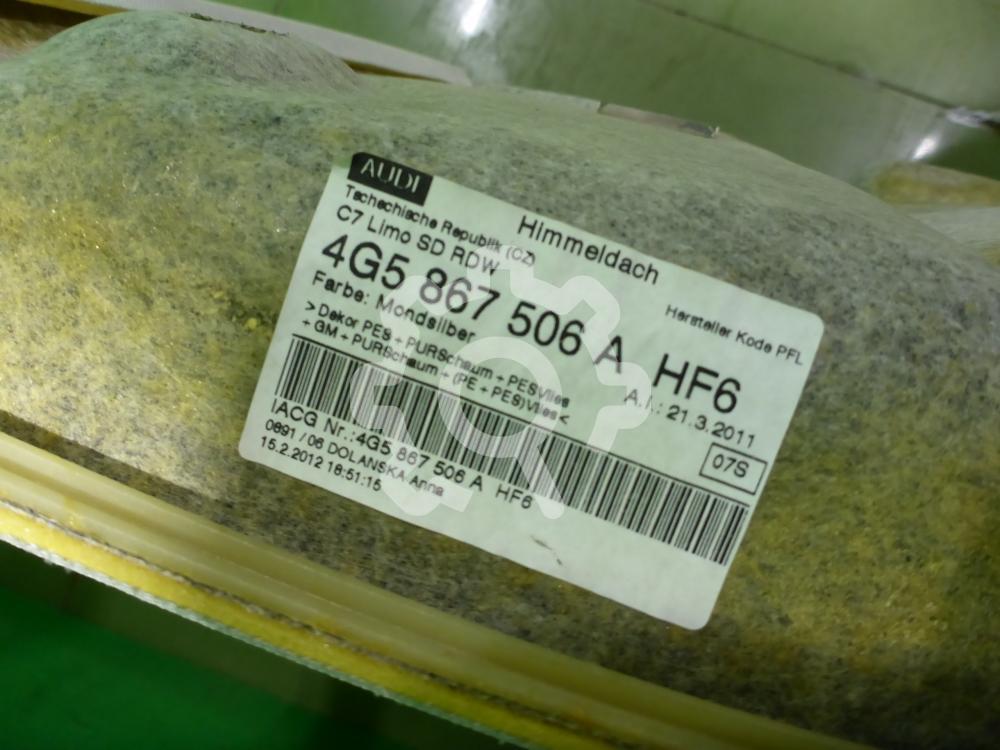 AUDI
Tschechische Republik (CZ)
Himmeldach
C7 Limo SD RDW
Hersteller Kode PFL
4G5 867 506 A HF6
Farbe: Mondsilber
A.I.: 21.3.2011
>Dekor PES + PURSchaum + PESVlies
+ GM + PURSchaum + (PE + PES)Vlies<
07S
IACG Nr.:4G5 867 506 A HF6
0891 / 06 DOLANSKA Anna
15.2.2012 18:51:15